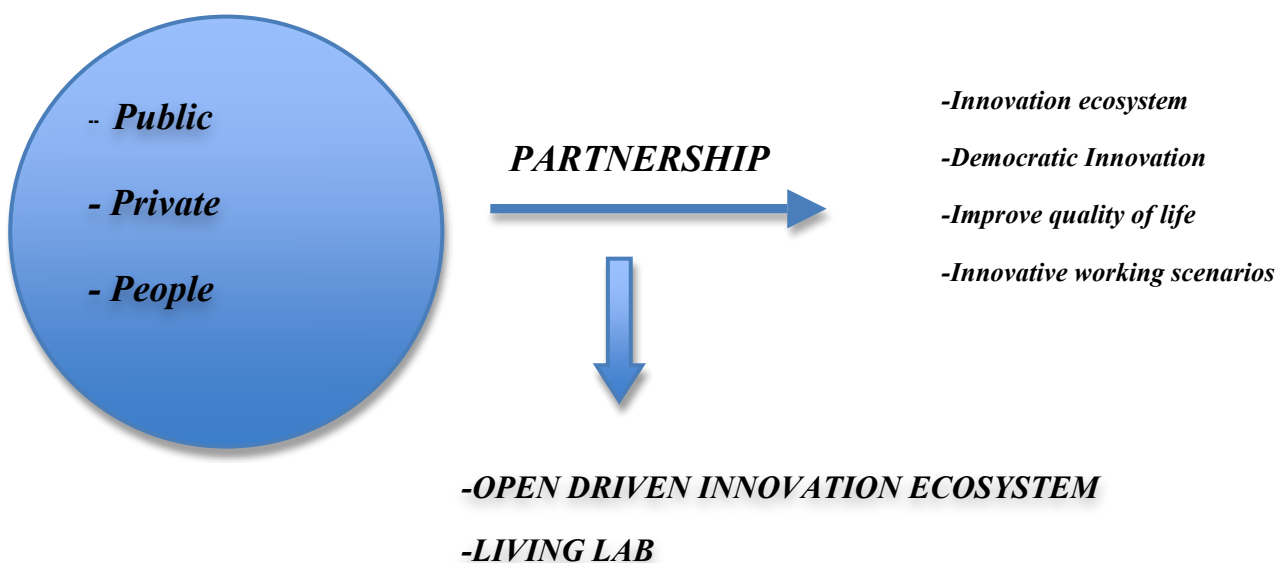 -- Public
- Private
- People
PARTNERSHIP
-Innovation ecosystem
-Democratic Innovation
-Improve quality of life
-Innovative working scenarios
-OPEN DRIVEN INNOVATION ECOSYSTEM
-LIVING LAB